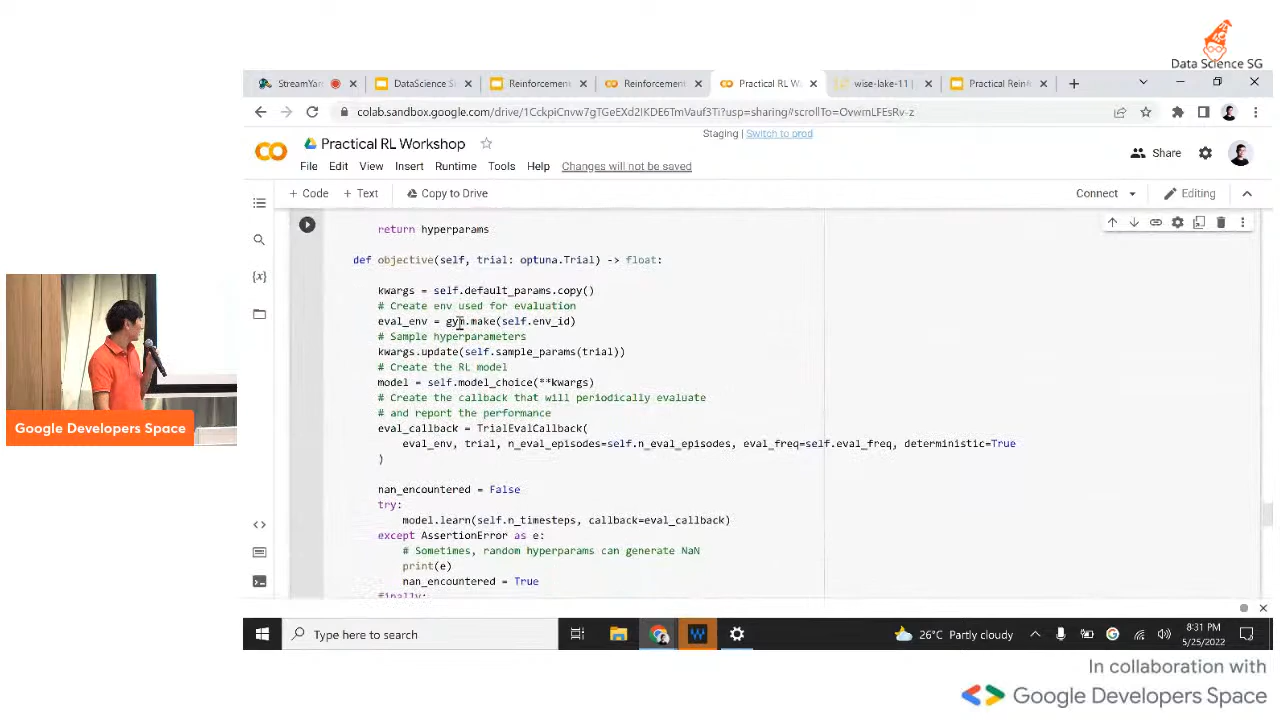 Data Science SG
StreamYar
DataScience S
Reinforcemen
Reinforcement
Practical RL W
wise-lake-11 |
Practical Reinf
colab.sandbox.google.com/drive/1CckpiCnvw7gTGeEXd2IKDE6TmVauf3Ti?usp=sharing#scrollTo=OvwmLFEsRv-z
Staging | Switch to prod
Practical RL Workshop
File Edit View Insert Runtime Tools Help Changes will not be saved
Share
+ Code + Text Copy to Drive
Connect Editing
return hyperparams
def objective(self, trial: optuna.Trial) -> float:
kwargs = self.default_params.copy()
# Create env used for evaluation
eval_env = gym.make(self.env_id)
# Sample hyperparameters
kwargs.update(self.sample_params(trial))
# Create the RL model
model = self.model_choice(**kwargs)
# Create the callback that will periodically evaluate
# and report the performance
eval_callback = TrialEvalCallback(
eval_env, trial, n_eval_episodes=self.n_eval_episodes, eval_freq=self.eval_freq, deterministic=True
)
nan_encountered = False
try:
model.learn(self.n_timesteps, callback=eval_callback)
except AssertionError as e:
# Sometimes, random hyperparams can generate NaN
print(e)
nan_encountered = True
finally:
Google Developers Space
Type here to search
26°C Partly cloudy
8:31 PM
5/25/2022
In collaboration with
Google Developers Space